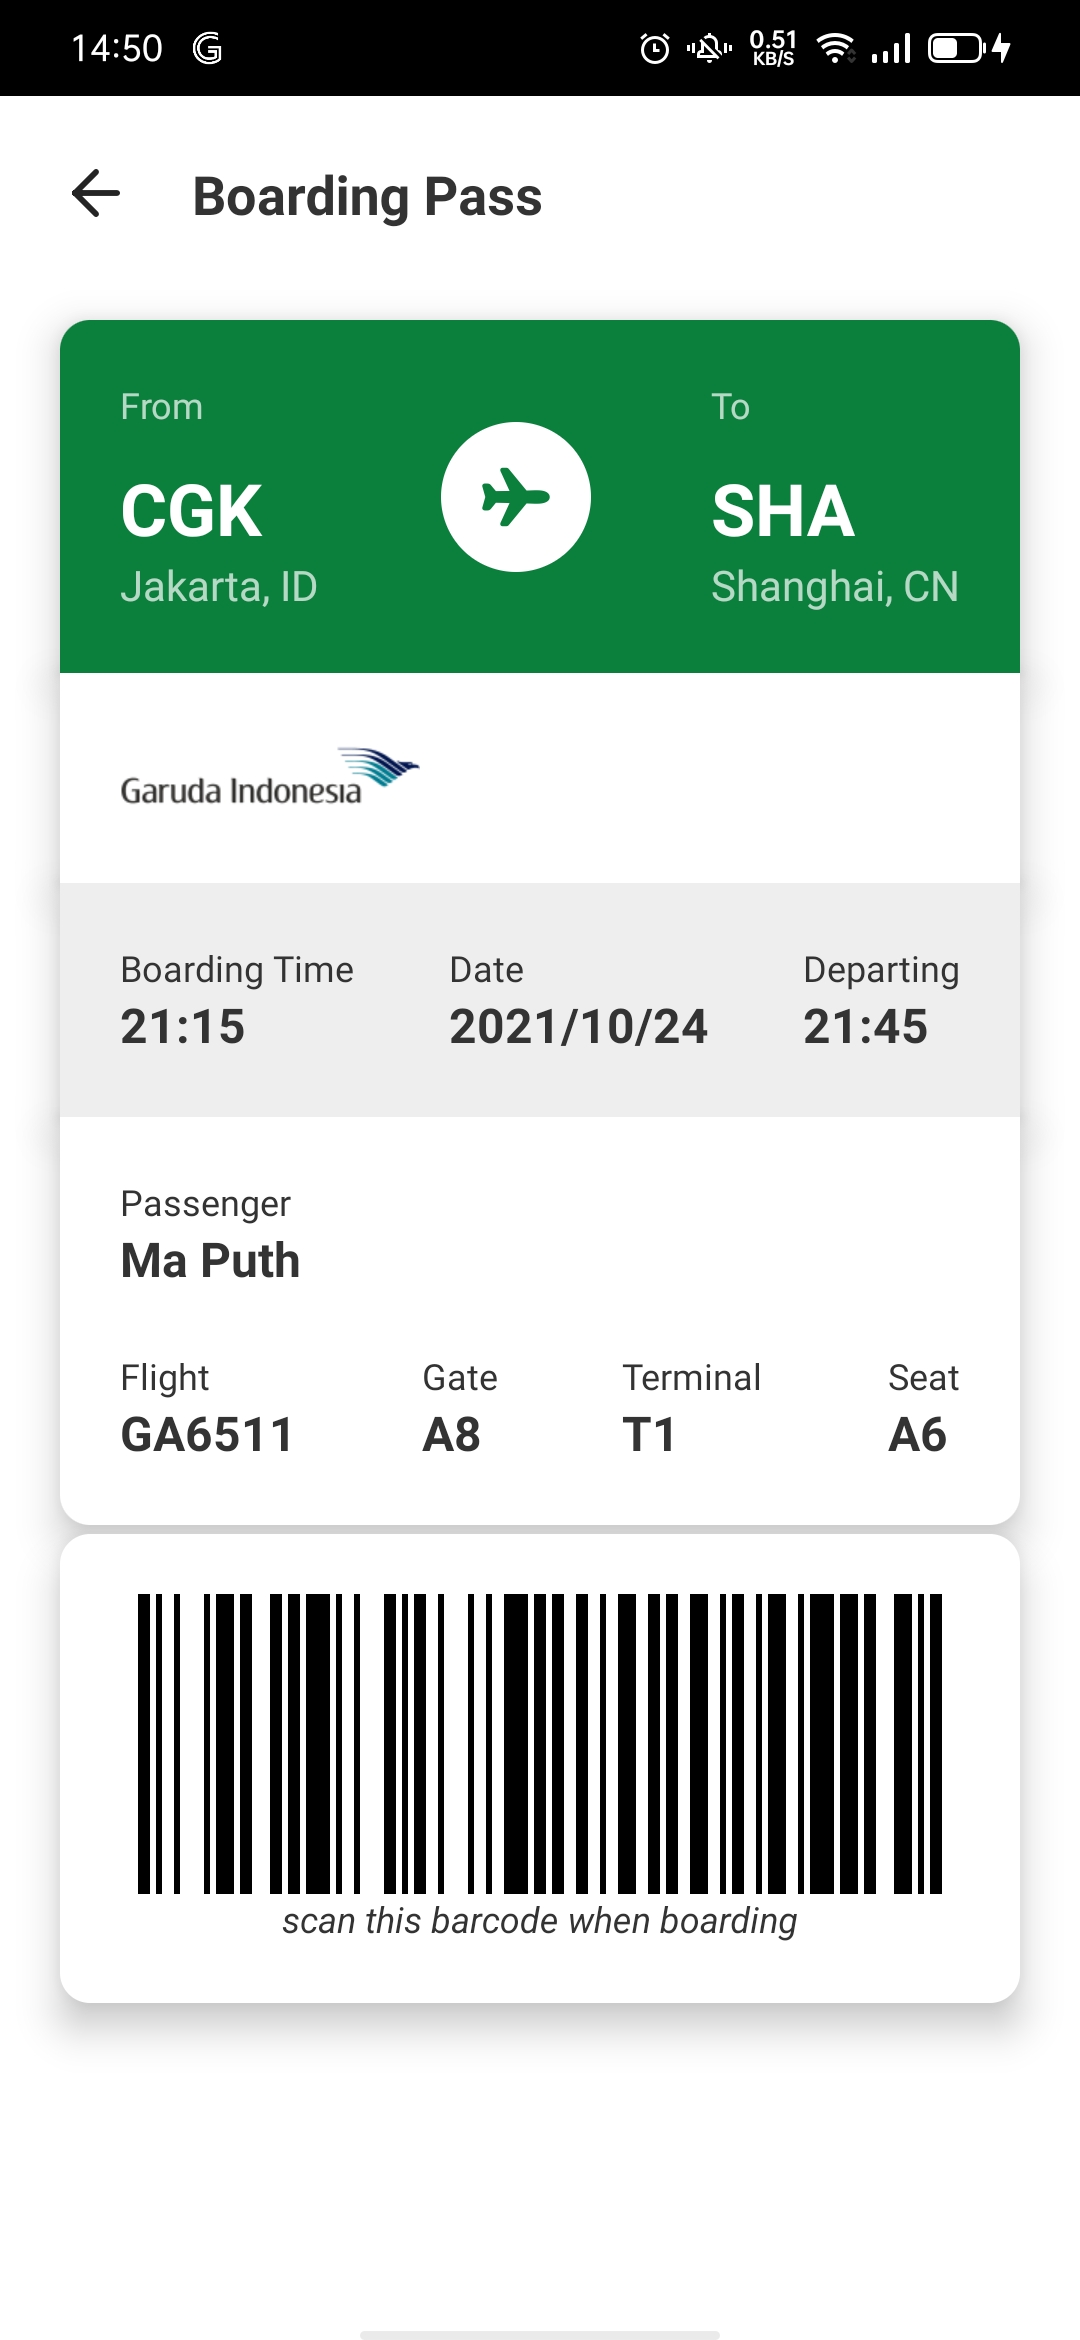 14:50 G 0.51 KB/S
Boarding Pass
From To
CGK SHA
Jakarta, ID Shanghai, CN
Garuda Indonesia
Boarding Time Date Departing
21:15 2021/10/24 21:45
Passenger
Ma Puth
Flight Gate Terminal Seat
GA6511 A8 T1 A6
scan this barcode when boarding